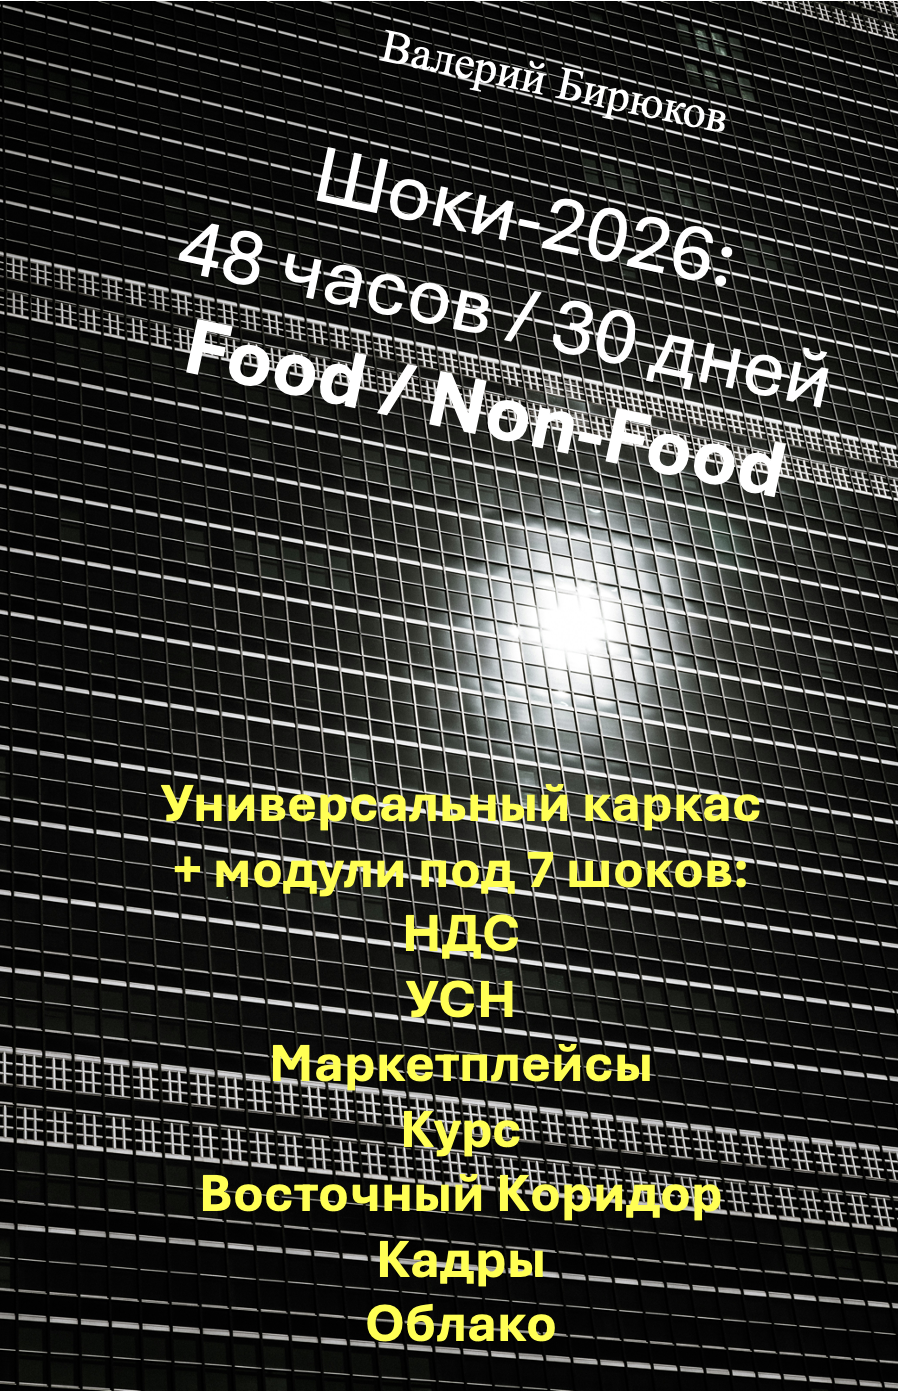 Валерий Бирюков
Шоки-2026:
48 часов / 30 дней
Food / Non-Food
Универсальный каркас
+ модули под 7 шоков:
НДС
УСН
Маркетплейсы
Курс
Восточный Коридор
Кадры
Облако